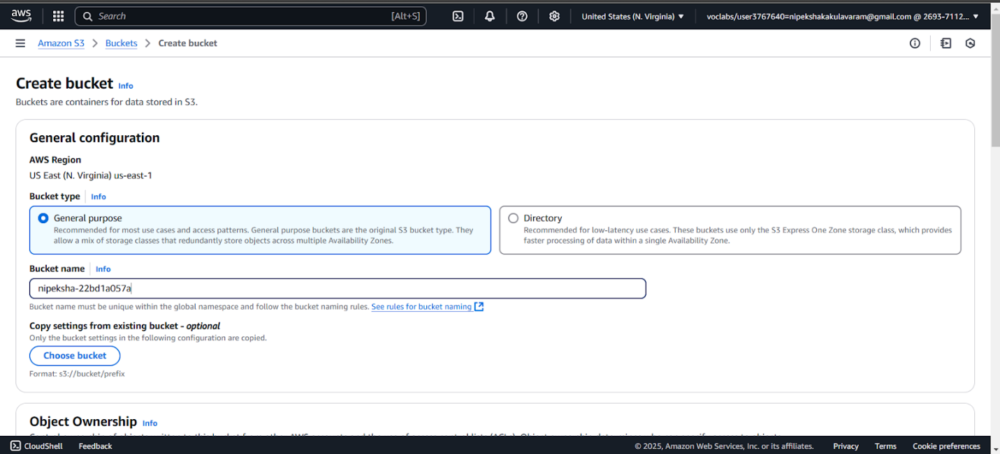 aws
Search [Alt+S]
United States (N. Virginia) ▼
voclabs/user3767640=nipekshakakulavaram@gmail.com @ 2693-7112... ▼
Amazon S3 > Buckets > Create bucket
Create bucket Info
Buckets are containers for data stored in S3.
General configuration
AWS Region
US East (N. Virginia) us-east-1
Bucket type Info
General purpose
Recommended for most use cases and access patterns. General purpose buckets are the original S3 bucket type. They
allow a mix of storage classes that redundantly store objects across multiple Availability Zones.
Directory
Recommended for low-latency use cases. These buckets use only the S3 Express One Zone storage class, which provides
faster processing of data within a single Availability Zone.
Bucket name Info
nipeksha-22bd1a057a
Bucket name must be unique within the global namespace and follow the bucket naming rules. See rules for bucket naming
Copy settings from existing bucket - optional
Only the bucket settings in the following configuration are copied.
Choose bucket
Format: s3://bucket/prefix
Object Ownership Info
CloudShell Feedback
© 2025, Amazon Web Services, Inc. or its affiliates. Privacy Terms Cookie preferences